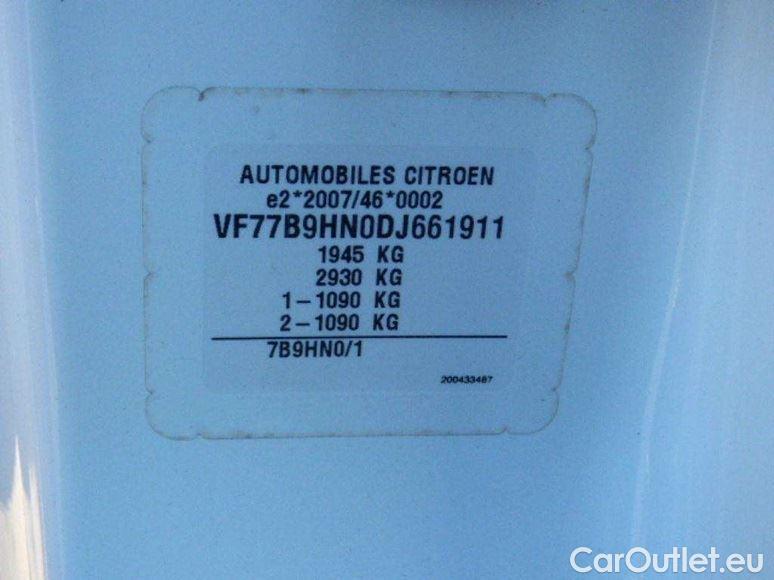 AUTOMOBILES CITROEN
e2*2007/46*0002
VF77B9HN0DJ661911
1945 KG
2930 KG
1-1090 KG
2-1090 KG
7B9HN0/1
200433487
CarOutlet.eu